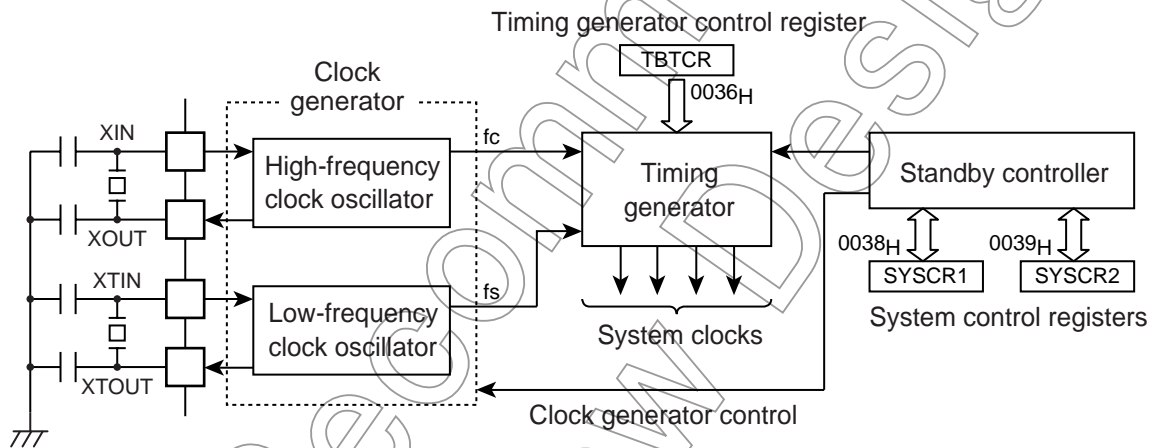 Timing generator control register
TBTCR
0036H
Clock
generator
XIN
High-frequency
clock oscillator
fc
XOUT
Timing
generator
Standby controller
0038H
0039H
SYSCR1
SYSCR2
System control registers
XTIN
Low-frequency
clock oscillator
fs
XTOUT
System clocks
Clock generator control